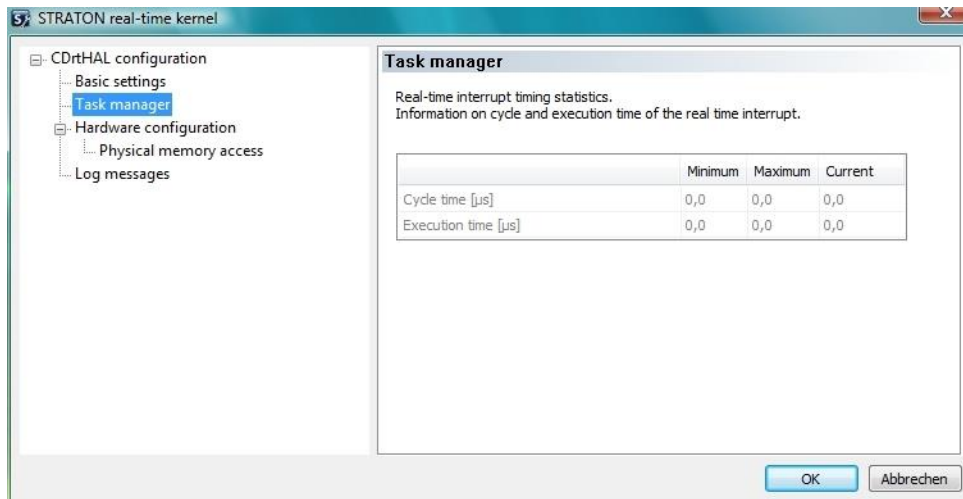 STRATON real-time kernel
CDrtHAL configuration
Basic settings
Task manager
Hardware configuration
Physical memory access
Log messages
Task manager
Real-time interrupt timing statistics.
Information on cycle and execution time of the real time interrupt.
Minimum Maximum Current
Cycle time [µs] 0,0 0,0 0,0
Execution time [µs] 0,0 0,0 0,0
OK Abbrechen